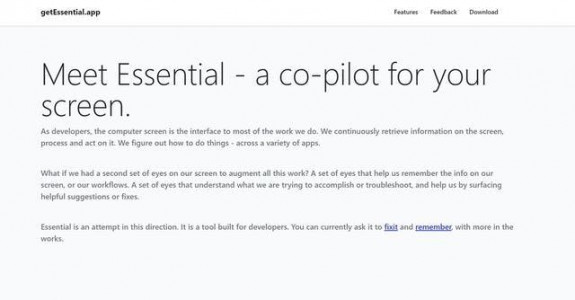 getEssential.app
Features Feedback Download
Meet Essential - a co-pilot for your
screen.
As developers, the computer screen is the interface to most of the work we do. We continuously retrieve information on the screen,
process and act on it. We figure out how to do things - across a variety of apps.
What if we had a second set of eyes on our screen to augment all this work? A set of eyes that help us remember the info on our
screen, or our workflows. A set of eyes that understand what we are trying to accomplish or troubleshoot, and help us by surfacing
helpful suggestions or fixes.
Essential is an attempt in this direction. It is a tool built for developers. You can currently ask it to fixit and remember, with more in the
works.